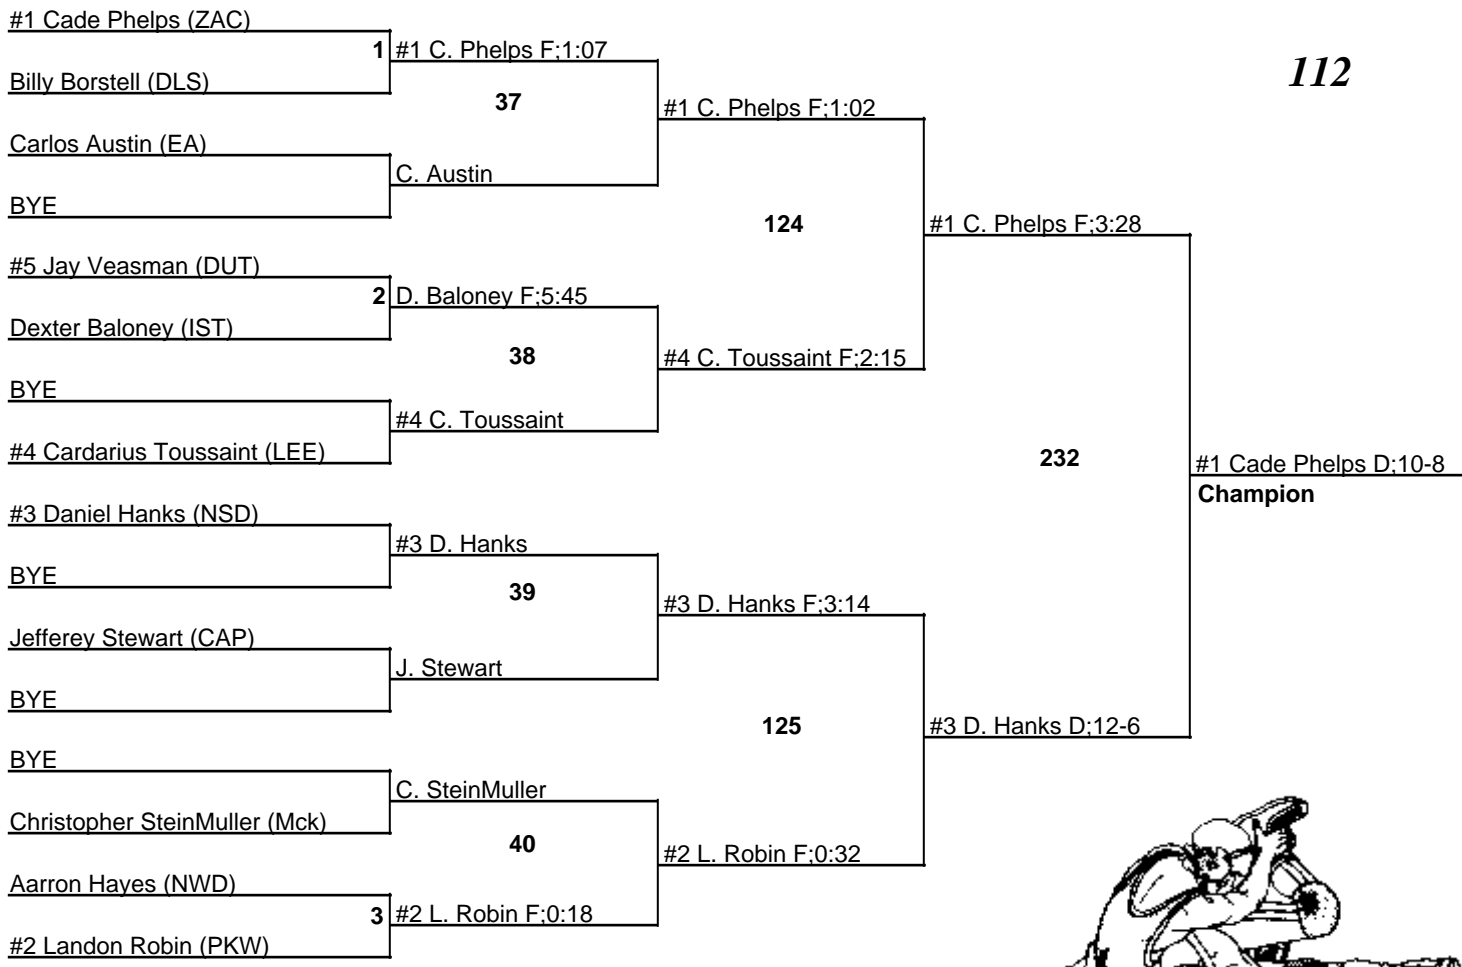 #1 Cade Phelps (ZAC)
1 #1 C. Phelps F;1:07
112
Billy Borstell (DLS)
37
#1 C. Phelps F;1:02
Carlos Austin (EA)
C. Austin
BYE
124
#1 C. Phelps F;3:28
#5 Jay Veasman (DUT)
2 D. Baloney F;5:45
Dexter Baloney (IST)
38
#4 C. Toussaint F;2:15
BYE
#4 C. Toussaint
#4 Cardarius Toussaint (LEE)
232
#1 Cade Phelps D;10-8
Champion
#3 Daniel Hanks (NSD)
#3 D. Hanks
BYE
39
#3 D. Hanks F;3:14
Jefferey Stewart (CAP)
J. Stewart
BYE
125
#3 D. Hanks D;12-6
BYE
C. SteinMuller
Christopher SteinMuller (Mck)
40
#2 L. Robin F;0:32
Aarron Hayes (NWD)
3 #2 L. Robin F;0:18
#2 Landon Robin (PKW)